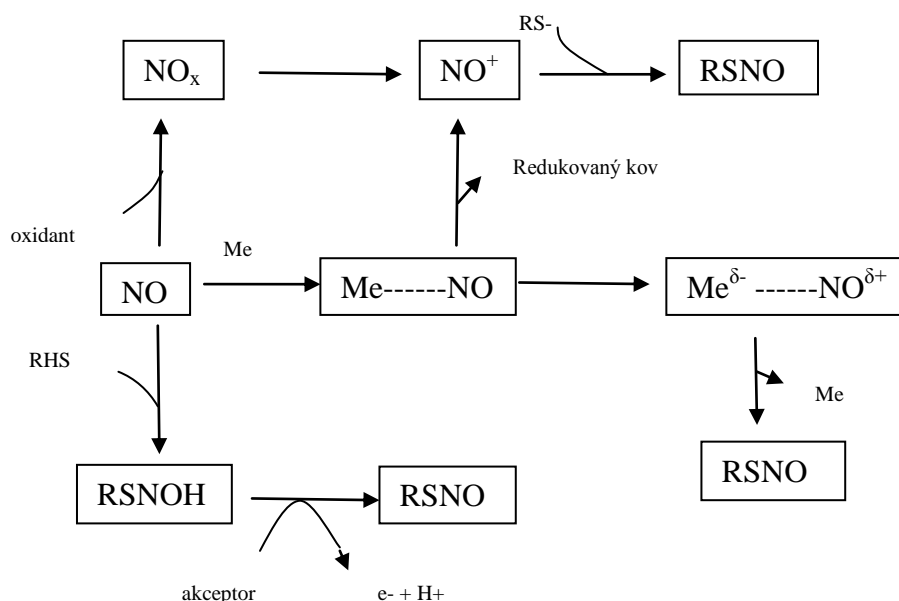 RS-
NOₓ
NO⁺
RSNO
Redukovaný kov
oxidant
Me
NO
Me------NO
Meᵟ⁻ ------NOᵟ⁺
RHS
Me
RSNO
RSNOH
RSNO
akceptor
e- + H+